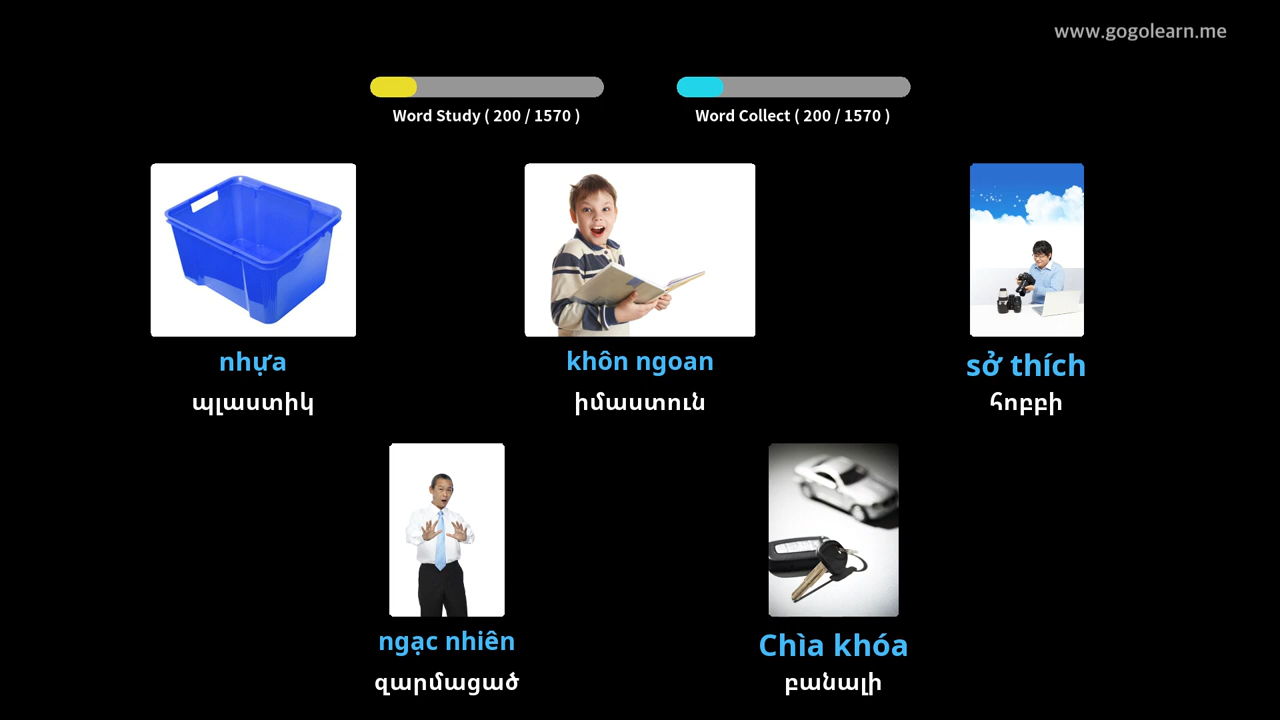 www.gogolearn.me
Word Study ( 200 / 1570 )
Word Collect ( 200 / 1570 )
nhựa
պլաստիկ
khôn ngoan
իմաստուն
sở thích
հոբբի
ngạc nhiên
զարմացած
Chìa khóa
բանալի